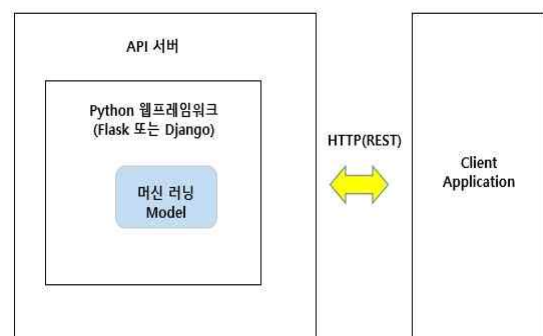 API 서버
Python 웹프레임워크
(Flask 또는 Django)
머신 러닝
Model
HTTP(REST)
Client
Application